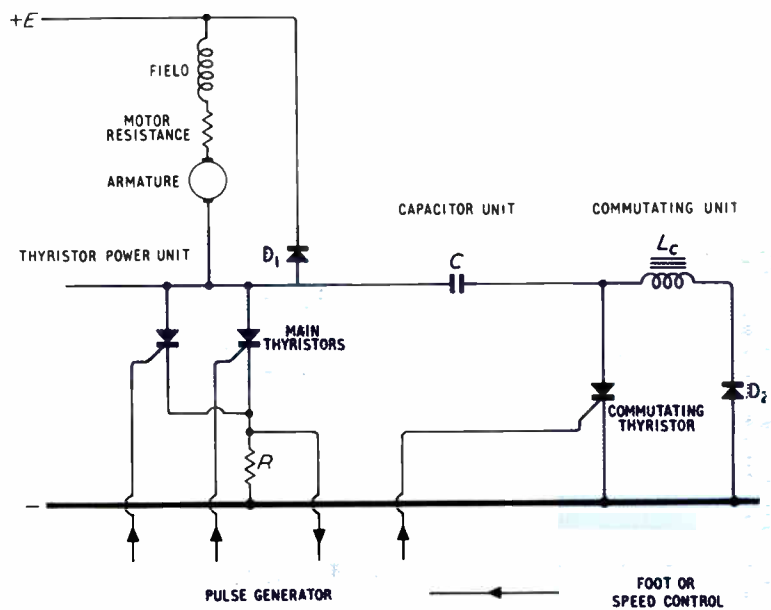 +E
FIELD
MOTOR
RESISTANCE
ARMATURE
CAPACITOR UNIT
COMMUTATING UNIT
THYRISTOR POWER UNIT
D1
C
Lc
MAIN
THYRISTORS
D2
COMMUTATING
THYRISTOR
R
−
PULSE GENERATOR
FOOT OR
SPEED CONTROL